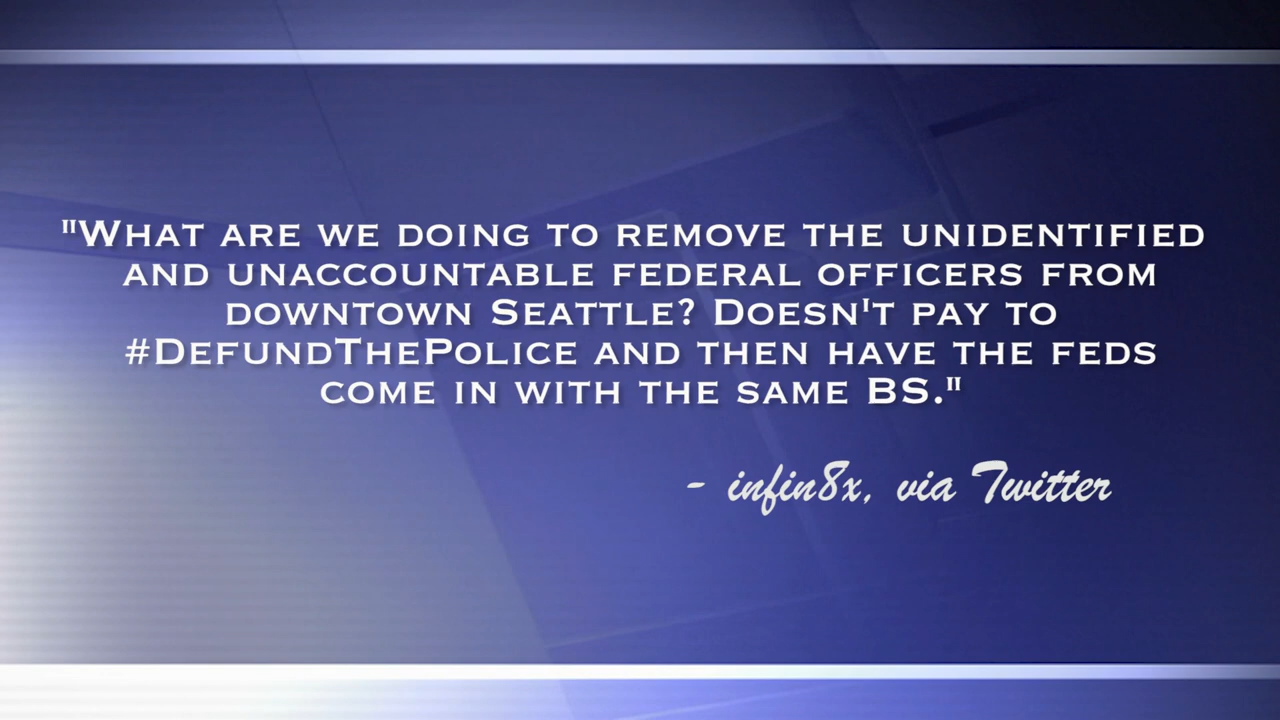 "What are we doing to remove the unidentified
and unaccountable federal officers from
downtown Seattle? Doesn't pay to
#DefundThePolice and then have the feds
come in with the same BS."
- infin8x, via Twitter